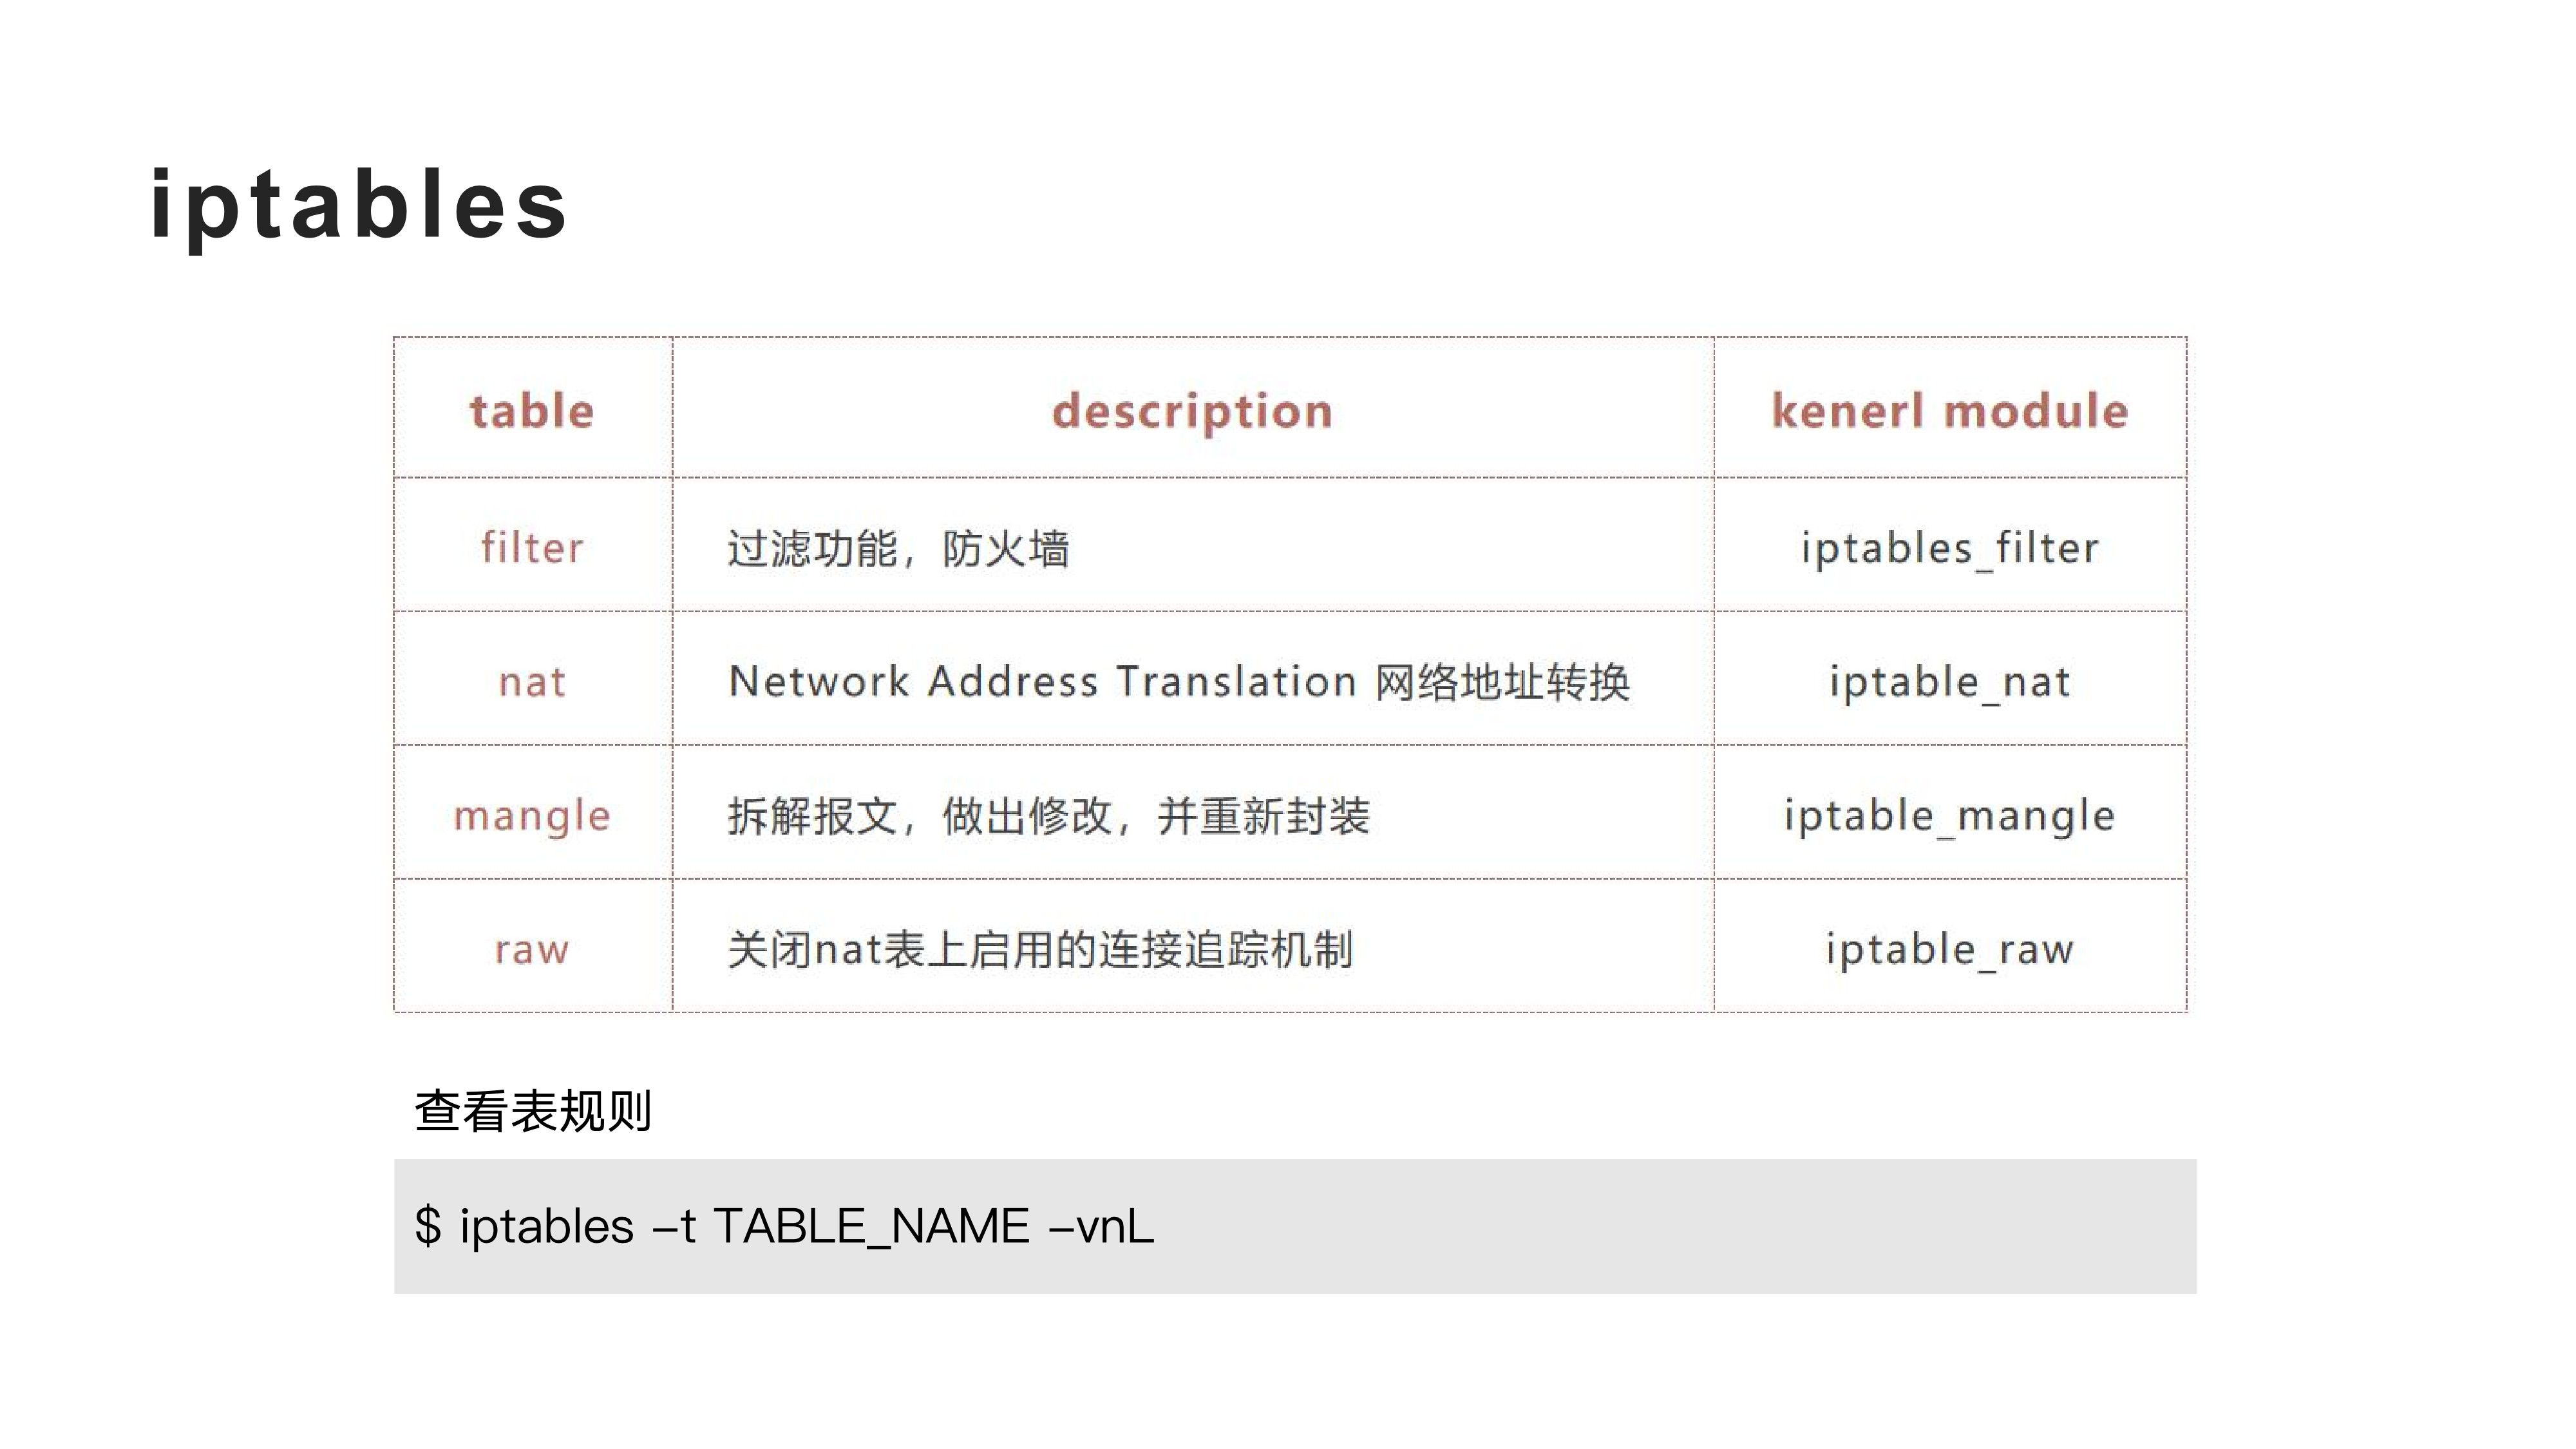 iptables
table description kenerl module
filter 过滤功能，防火墙 iptables_filter
nat Network Address Translation 网络地址转换 iptable_nat
mangle 拆解报文，做出修改，并重新封装 iptable_mangle
raw 关闭nat表上启用的连接追踪机制 iptable_raw
查看表规则
$ iptables –t TABLE_NAME –vnL